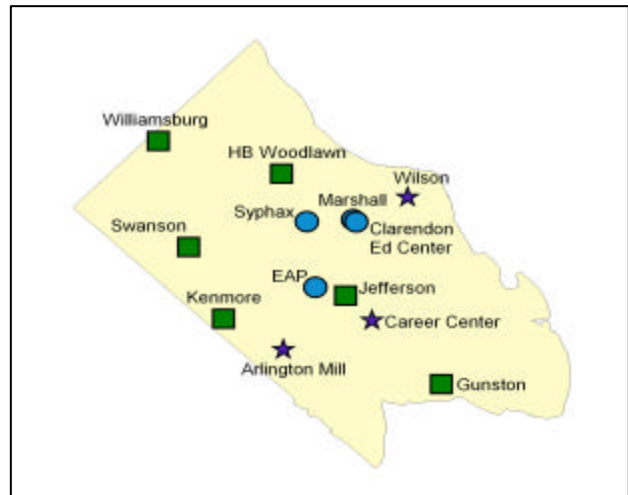 Williamsburg
HB Woodlawn
Wilson
Marshall
Syphax
Clarendon
Ed Center
Swanson
EAP
Jefferson
Kenmore
Career Center
Arlington Mill
Gunston